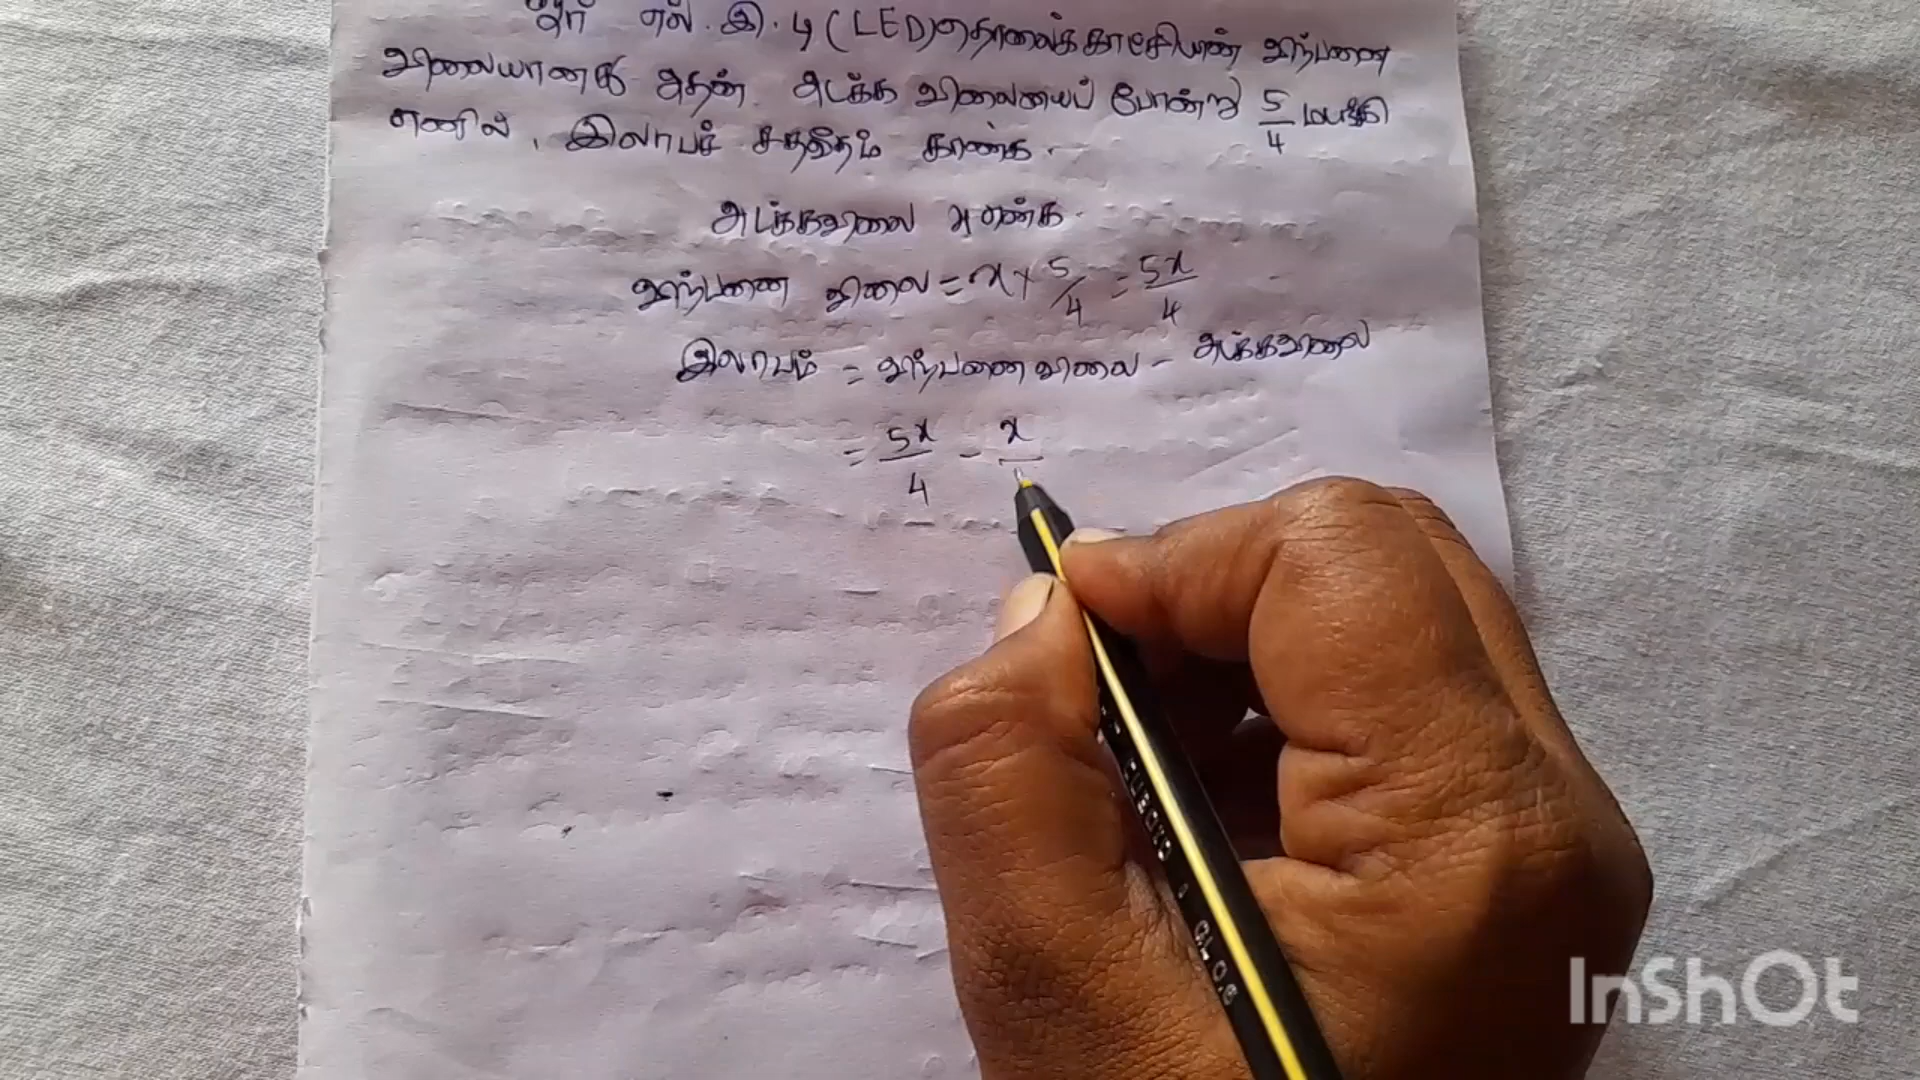 ஓர் எல்.இ.டி (LED) தொலைக்காசியின் விற்பனை
விலையானது அதன் அடக்க விலையைப் போன்று 5/4 மடங்கு
எனில், இலாபச் சதவீதம் காண்க.
அடக்கவிலை x என்க.
விற்பனை விலை = x × 5/4 = 5x/4
இலாபம் = விற்பனை விலை - அடக்கவிலை
= 5x/4 - x/
InShOt